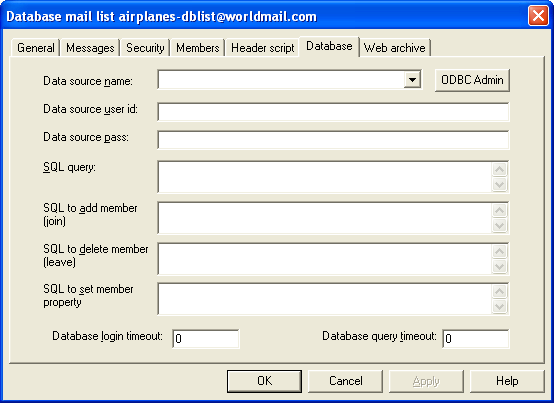 Database mail list airplanes-dblist@worldmail.com
General Messages Security Members Header script Database Web archive
Data source name: ODBC Admin
Data source user id:
Data source pass:
SQL query:
SQL to add member
(join)
SQL to delete member
(leave)
SQL to set member
property
Database login timeout: 0 Database query timeout: 0
OK Cancel Apply Help